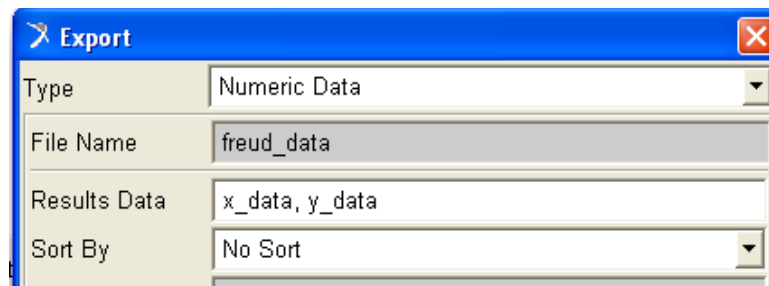 Export
Type Numeric Data
File Name freud_data
Results Data x_data, y_data
Sort By No Sort